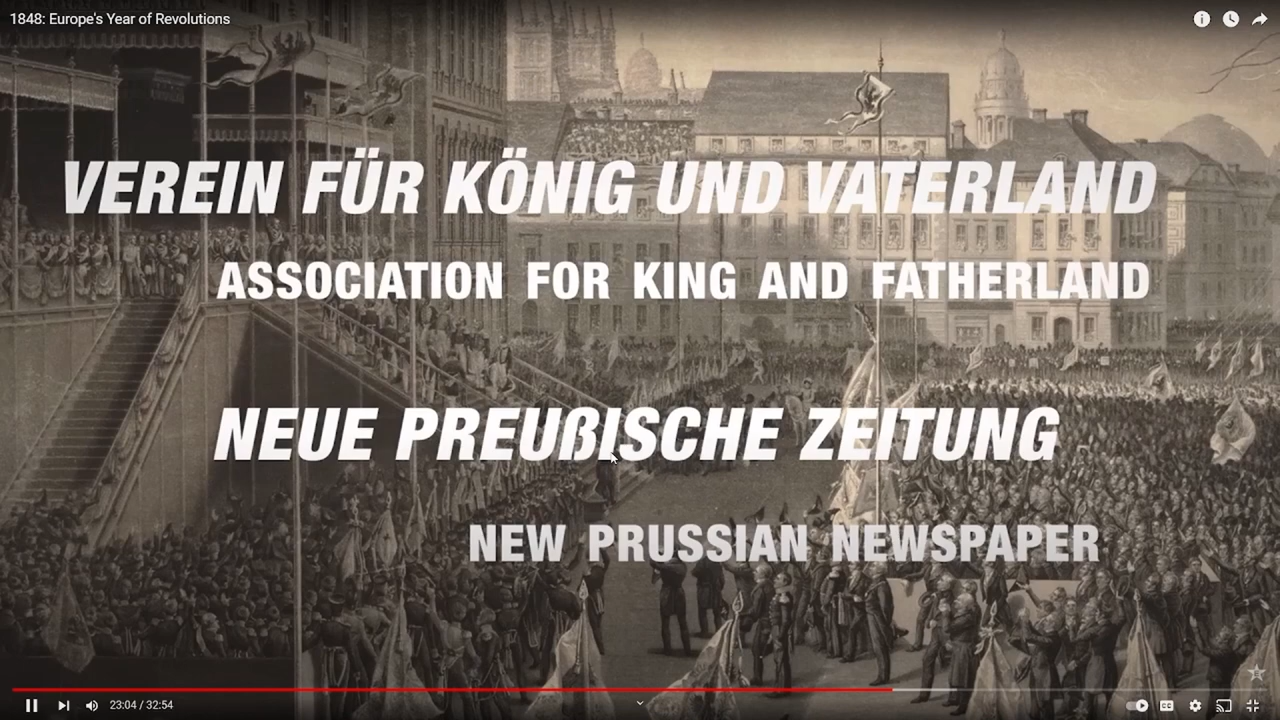 1848: Europe's Year of Revolutions
VEREIN FÜR KÖNIG UND VATERLAND
ASSOCIATION FOR KING AND FATHERLAND
NEUE PREUßISCHE ZEITUNG
NEW PRUSSIAN NEWSPAPER
23:04 / 32:54
CC